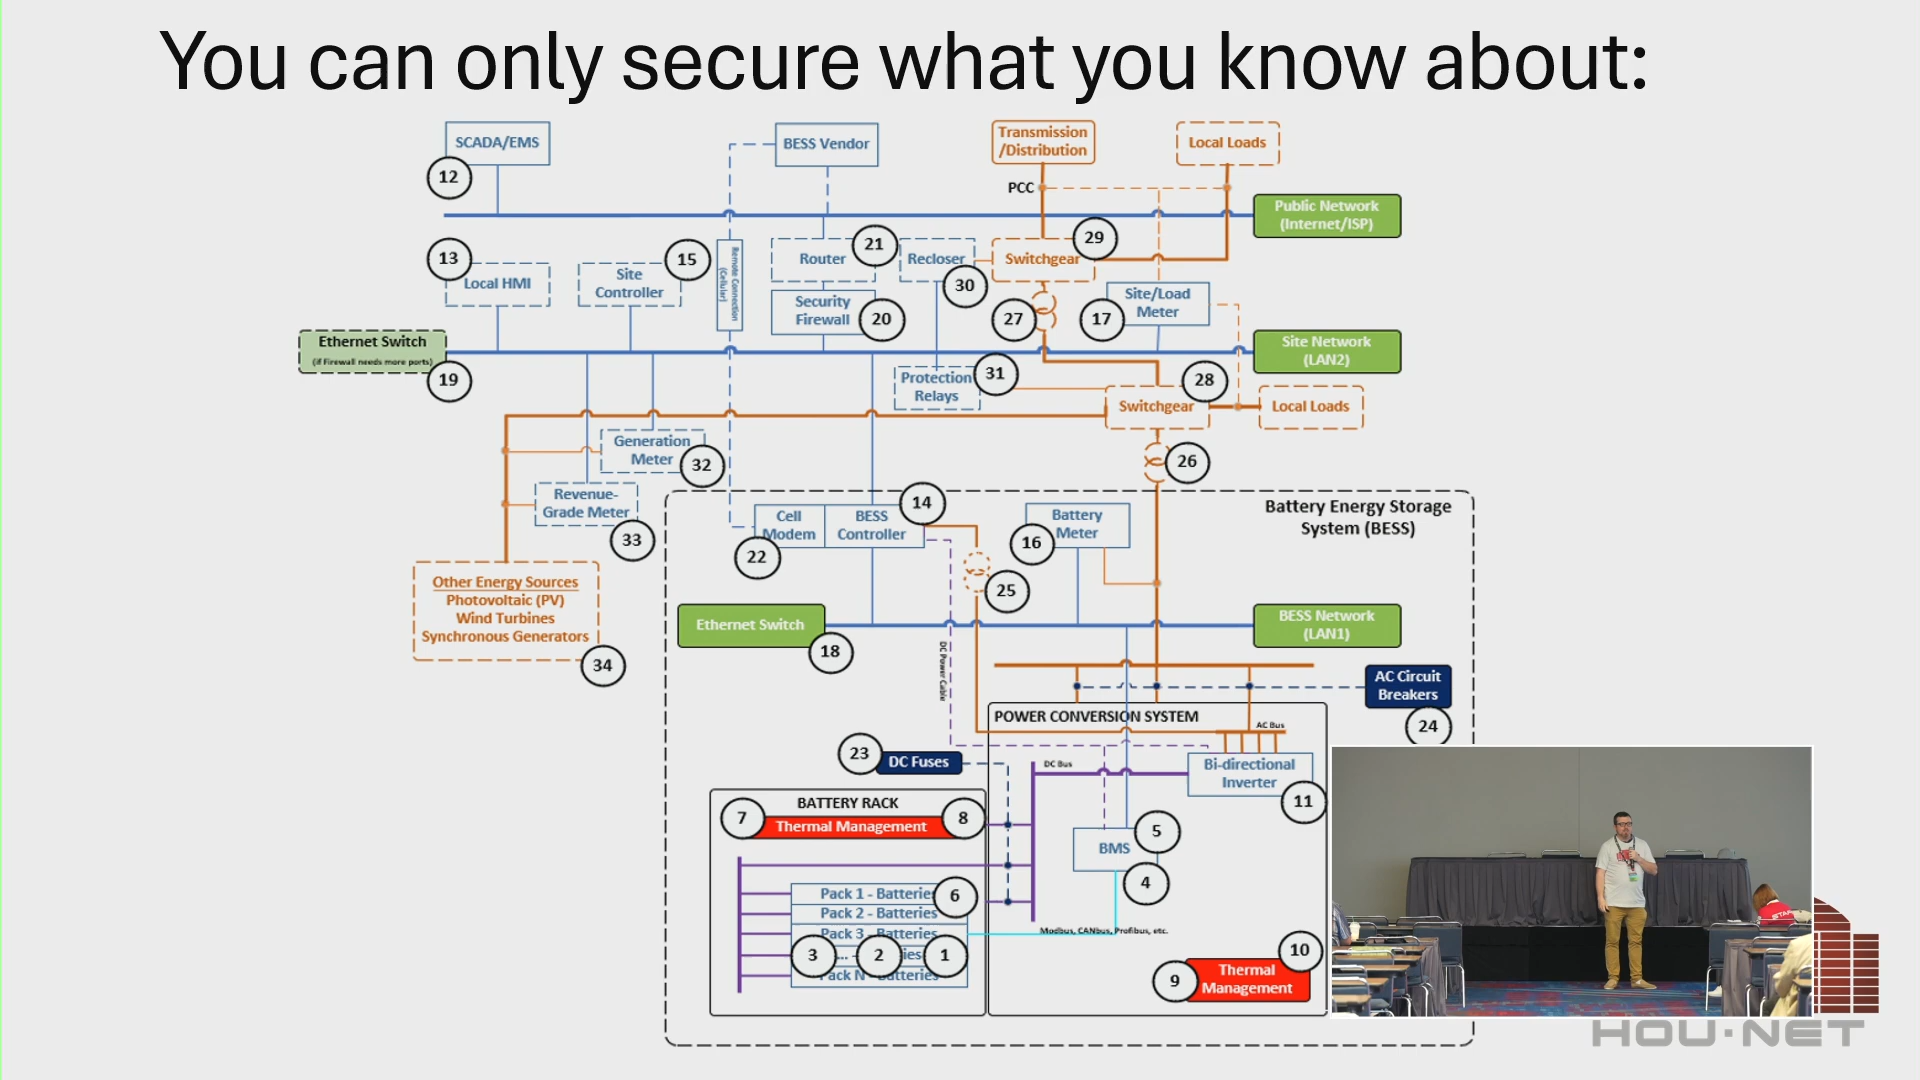 You can only secure what you know about:
SCADA/EMS
12
BESS Vendor
Transmission
/Distribution
Local Loads
PCC
Public Network
(Internet/ISP)
13
Local HMI
15
Site
Controller
Remote Connection
(Cellular)
21
Router
Recloser
30
29
Switchgear
Security
Firewall
20
27
17
Site/Load
Meter
Ethernet Switch
(if Firewall needs more ports)
19
Site Network
(LAN2)
Protection
Relays
31
28
Switchgear
Local Loads
Generation
Meter
32
26
Revenue-
Grade Meter
33
Battery Energy Storage
System (BESS)
14
Cell
Modem
BESS
Controller
22
Battery
Meter
16
25
Other Energy Sources
Photovoltaic (PV)
Wind Turbines
Synchronous Generators
34
Ethernet Switch
18
BESS Network
(LAN1)
DC Power Cable
AC Circuit
Breakers
24
POWER CONVERSION SYSTEM
AC Bus
23
DC Fuses
DC Bus
Bi-directional
Inverter
11
BATTERY RACK
7
Thermal Management
8
5
BMS
4
Pack 1 - Batteries
6
Pack 2 - Batteries
Pack 3 - Batteries
3
2
1
Pack N - Batteries
Modbus, CANbus, Profibus, etc.
10
9
Thermal
Management
HOU·NET